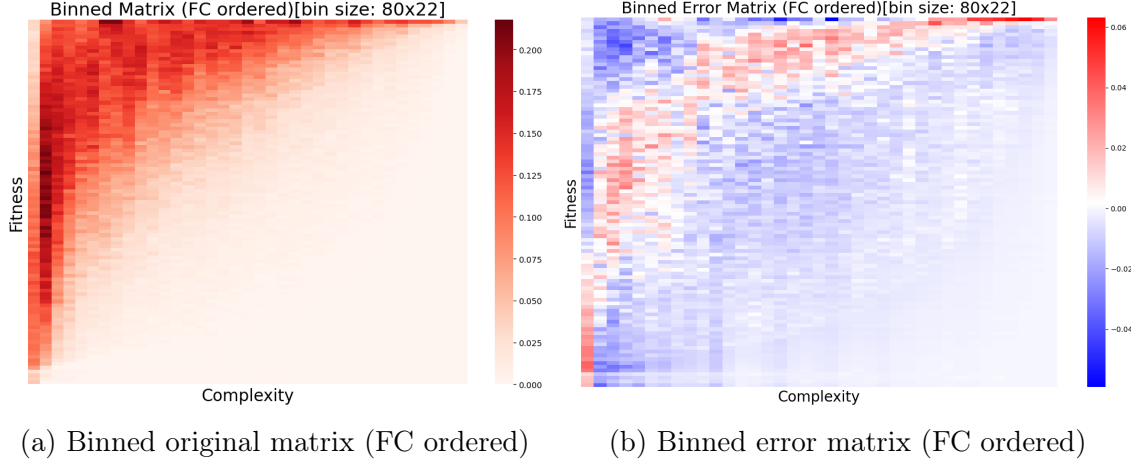 Binned Matrix (FC ordered)[bin size: 80x22]
Fitness
Complexity
0.200
0.175
0.150
0.125
0.100
0.075
0.050
0.025
0.000
(a) Binned original matrix (FC ordered)
Binned Error Matrix (FC ordered)[bin size: 80x22]
Fitness
Complexity
0.06
0.04
0.02
0.00
−0.02
−0.04
(b) Binned error matrix (FC ordered)